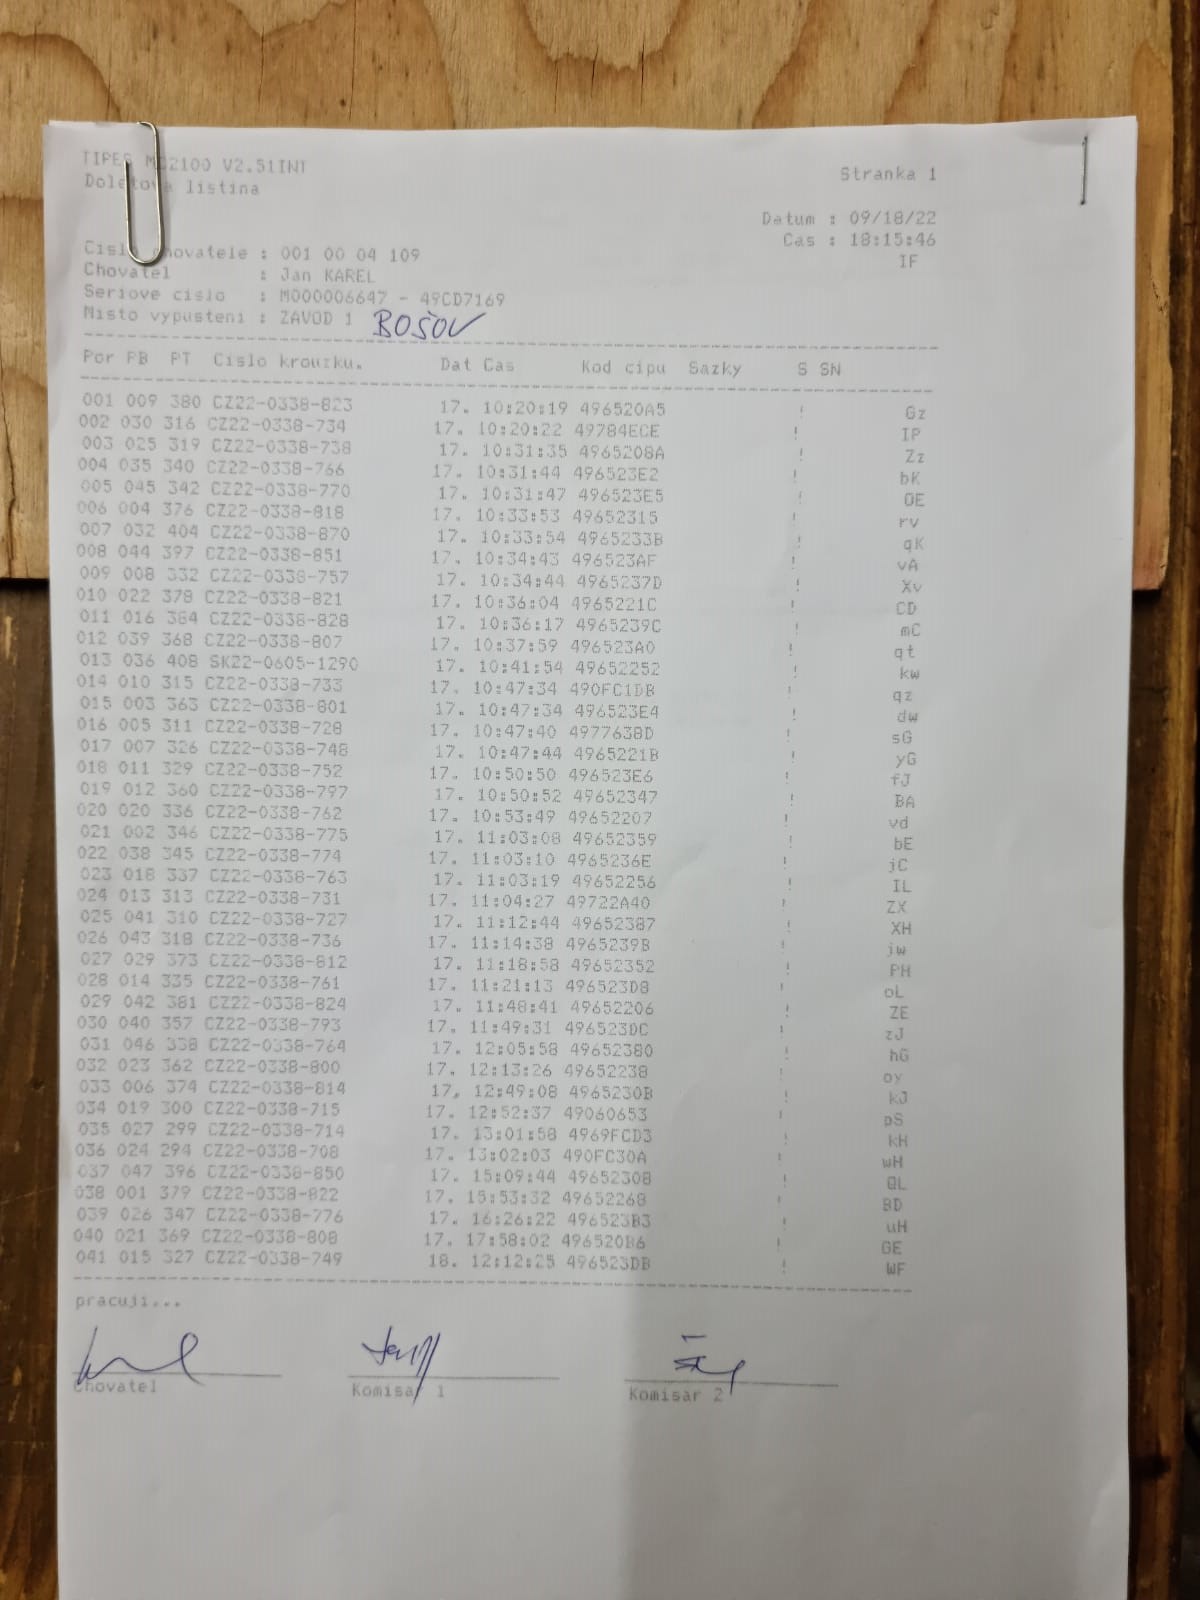 TIPES MC2100 V2.51INT
Stranka 1
Doletova listina
Datum : 09/18/22
Cas : 18:15:46
IF
Cislo chovatele : 001 00 04 109
Chovatel : Jan KAREL
Seriove cislo : M000006647 - 49CD7169
Misto vypusteni : ZAVOD 1 BOŠOV
Por PB PT Cislo krouzku. Dat Cas Kod cipu Sazky S SN
001 009 380 CZ22-0338-823 17. 10:20:19 496520A5 ! Gz
002 030 316 CZ22-0338-734 17. 10:20:22 49784ECE ! IP
003 025 319 CZ22-0338-738 17. 10:31:35 4965208A ! Zz
004 035 340 CZ22-0338-766 17. 10:31:44 496523E2 ! bK
005 045 342 CZ22-0338-770 17. 10:31:47 496523E5 ! OE
006 004 376 CZ22-0338-818 17. 10:33:53 49652315 ! rv
007 032 404 CZ22-0338-870 17. 10:33:54 4965233B ! qK
008 044 397 CZ22-0338-851 17. 10:34:43 496523AF ! vA
009 008 332 CZ22-0338-757 17. 10:34:44 4965237D ! Xv
010 022 378 CZ22-0338-821 17. 10:36:04 4965221C ! CD
011 016 384 CZ22-0338-828 17. 10:36:17 4965239C ! mC
012 039 368 CZ22-0338-807 17. 10:37:59 496523A0 ! qt
013 036 408 SK22-0605-1290 17. 10:41:54 49652252 ! kw
014 010 315 CZ22-0338-733 17. 10:47:34 490FC1DB ! qz
015 003 363 CZ22-0338-801 17. 10:47:34 496523E4 ! dw
016 005 311 CZ22-0338-728 17. 10:47:40 4977638D ! sG
017 007 326 CZ22-0338-748 17. 10:47:44 4965221B ! yG
018 011 329 CZ22-0338-752 17. 10:50:50 496523E6 ! fJ
019 012 360 CZ22-0338-797 17. 10:50:52 49652347 ! BA
020 020 336 CZ22-0338-762 17. 10:53:49 49652207 ! vd
021 002 346 CZ22-0338-775 17. 11:03:08 49652359 ! bE
022 038 345 CZ22-0338-774 17. 11:03:10 4965236E ! jC
023 018 337 CZ22-0338-763 17. 11:03:19 49652256 ! IL
024 013 313 CZ22-0338-731 17. 11:04:27 49722A40 ! ZX
025 041 310 CZ22-0338-727 17. 11:12:44 49652387 ! XH
026 043 318 CZ22-0338-736 17. 11:14:38 4965239B ! jw
027 029 373 CZ22-0338-812 17. 11:18:58 49652352 ! PH
028 014 335 CZ22-0338-761 17. 11:21:13 496523D8 ! oL
029 042 381 CZ22-0338-824 17. 11:48:41 49652206 ! ZE
030 040 357 CZ22-0338-793 17. 11:49:31 496523DC ! zJ
031 046 338 CZ22-0338-764 17. 12:05:58 49652380 ! hG
032 023 362 CZ22-0338-800 17. 12:13:26 49652238 ! oy
033 006 374 CZ22-0338-814 17. 12:49:08 4965230B ! kJ
034 019 300 CZ22-0338-715 17. 12:52:37 49060653 ! pS
035 027 299 CZ22-0338-714 17. 13:01:58 4969FCD3 ! kH
036 024 294 CZ22-0338-708 17. 13:02:03 490FC30A ! wH
037 047 396 CZ22-0338-850 17. 15:09:44 49652308 ! QL
038 001 379 CZ22-0338-822 17. 15:53:32 49652268 ! BD
039 026 347 CZ22-0338-776 17. 16:26:22 496523B3 ! uH
040 021 369 CZ22-0338-808 17. 17:58:02 496520B6 ! GE
041 015 327 CZ22-0338-749 18. 12:12:25 496523DB ! WF
pracuji...
Chovatel Komisar 1 Komisar 2